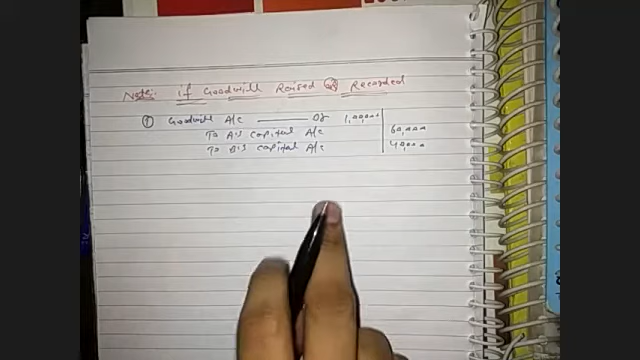 Note: if Goodwill Raised OR Recorded
① Goodwill A/c ——— Dr 1,00,000
To A's capital A/c 60,000
To B's capital A/c 40,000